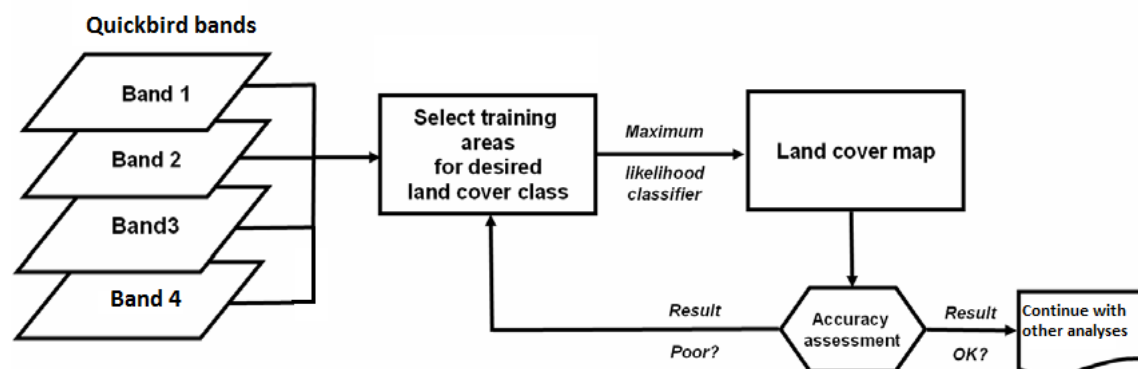 Quickbird bands
Band 1
Band 2
Band3
Band 4
Select training
areas
for desired
land cover class
Maximum
likelihood
classifier
Land cover map
Accuracy
assessment
Result
Poor?
Result
OK?
Continue with
other analyses